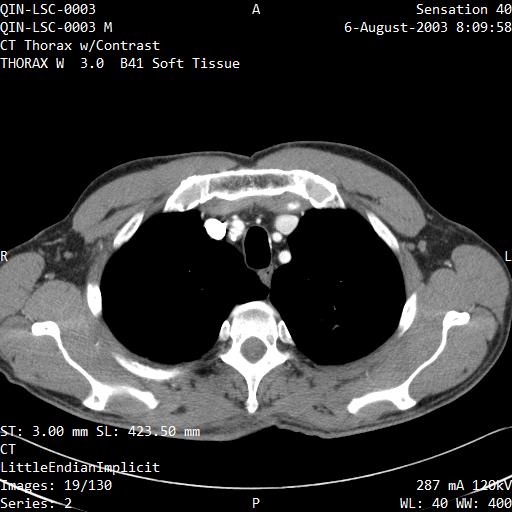 QIN-LSC-0003 A Sensation 40
QIN-LSC-0003 M 6-August-2003 8:09:58
CT Thorax w/Contrast
THORAX W 3.0 B41 Soft Tissue
R L
ST: 3.00 mm SL: 423.50 mm
CT
LittleEndianImplicit
Images: 19/130 287 mA 120kV
Series: 2 P WL: 40 WW: 400